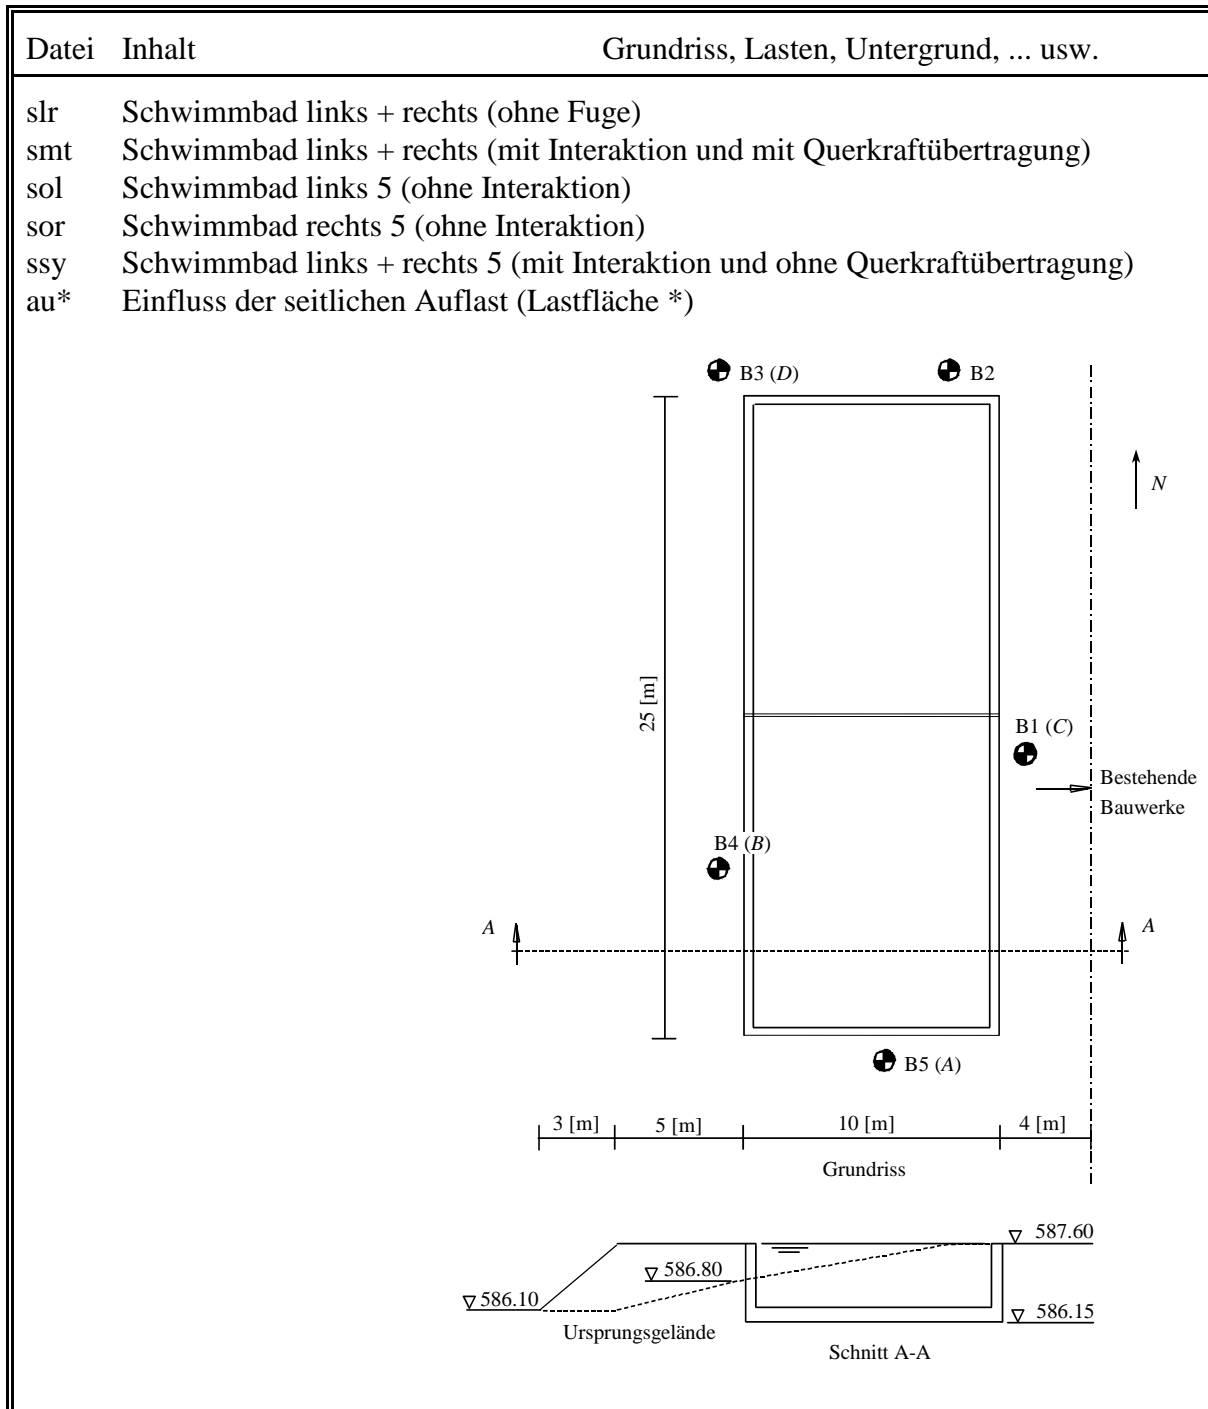 Datei Inhalt Grundriss, Lasten, Untergrund, ... usw.
slr Schwimmbad links + rechts (ohne Fuge)
smt Schwimmbad links + rechts (mit Interaktion und mit Querkraftübertragung)
sol Schwimmbad links 5 (ohne Interaktion)
sor Schwimmbad rechts 5 (ohne Interaktion)
ssy Schwimmbad links + rechts 5 (mit Interaktion und ohne Querkraftübertragung)
au* Einfluss der seitlichen Auflast (Lastfläche *)
B3 (D) B2
N
25 [m]
B1 (C)
Bestehende
Bauwerke
B4 (B)
A A
B5 (A)
3 [m] 5 [m] 10 [m] 4 [m]
Grundriss
587.60
586.80
586.10
586.15
Ursprungsgelände
Schnitt A-A